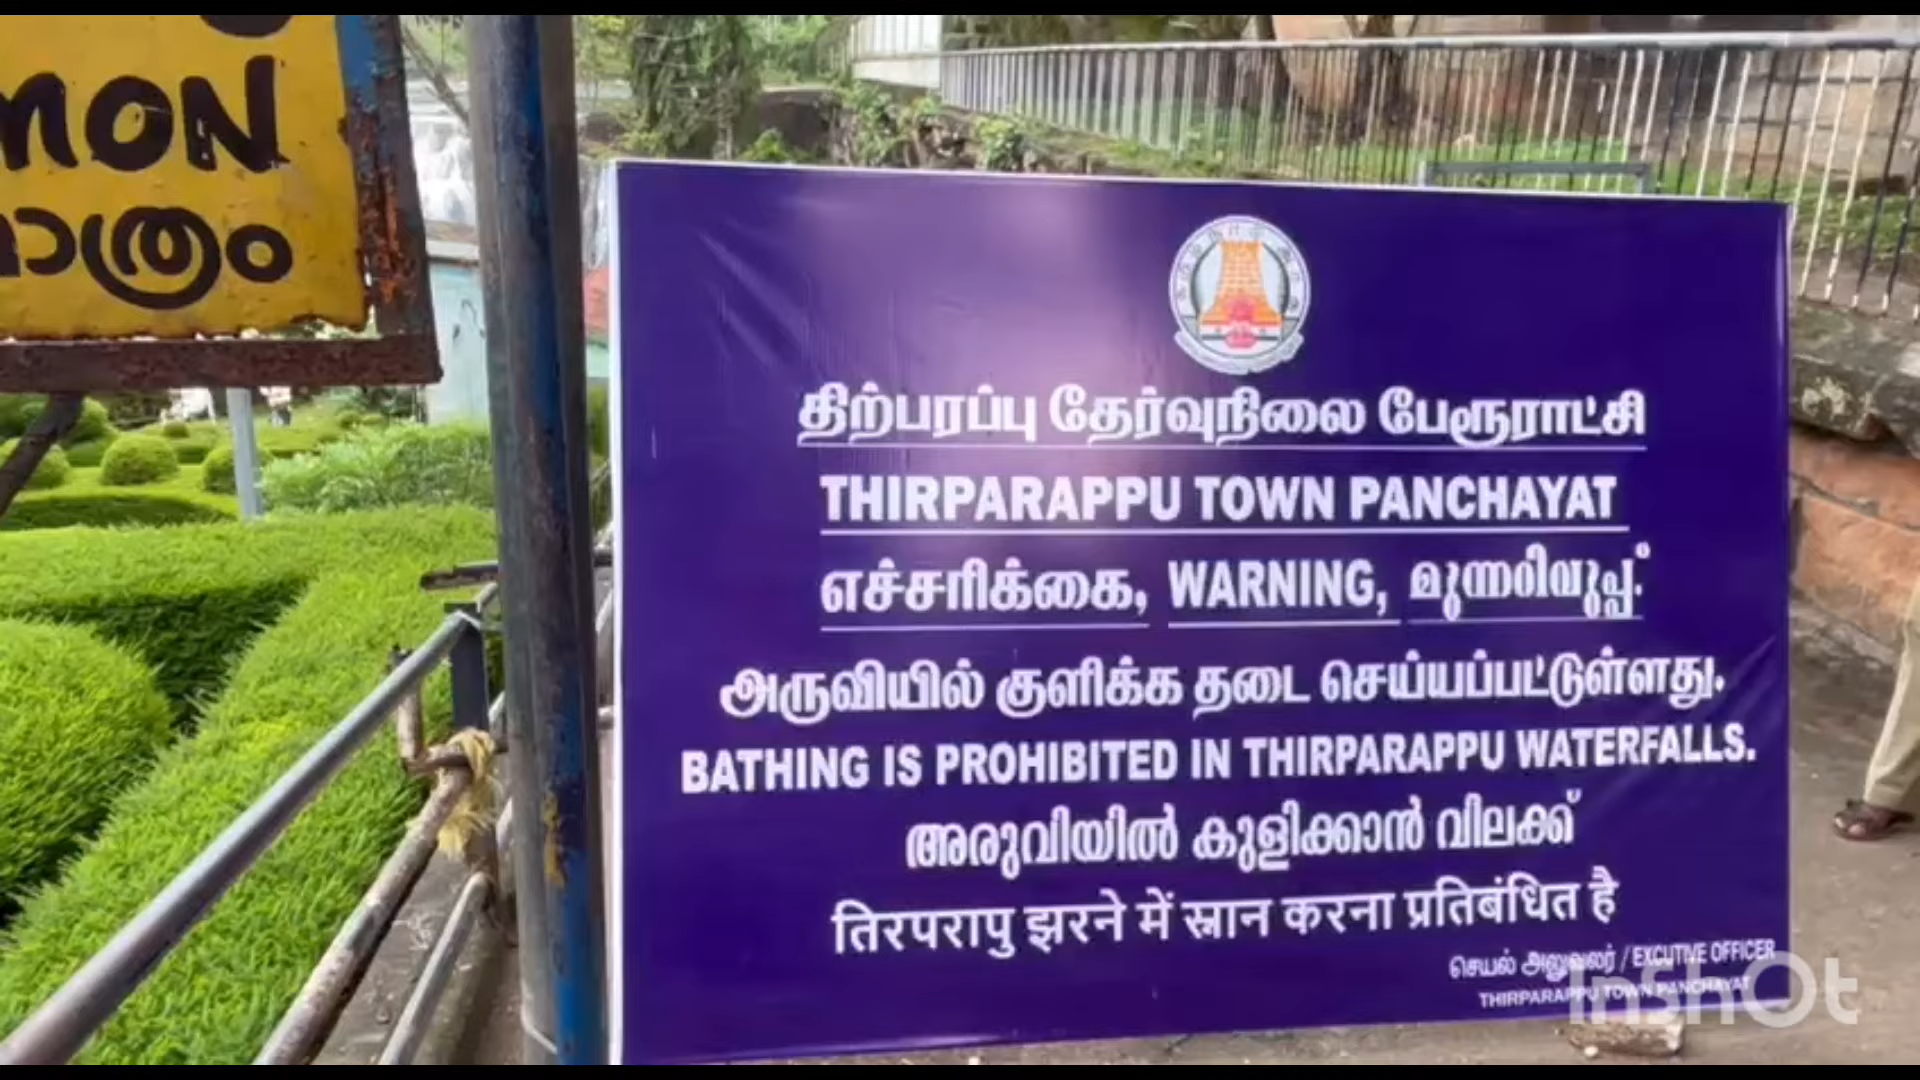 MON
ാത്രം
திற்பரப்பு தேர்வுநிலை பேரூராட்சி
THIRPARAPPU TOWN PANCHAYAT
எச்சரிக்கை, WARNING, മുന്നറിവുപ്പ്:
அருவியில் குளிக்க தடை செய்யப்பட்டுள்ளது.
BATHING IS PROHIBITED IN THIRPARAPPU WATERFALLS.
അരുവിയിൽ കുളിക്കാൻ വിലക്ക്
तिरपरापु झरने में स्नान करना प्रतिबंधित है
செயல் அலுவலர் / EXCUTIVE OFFICER
THIRPARAPPU TOWN PANCHAYAT
InShOt